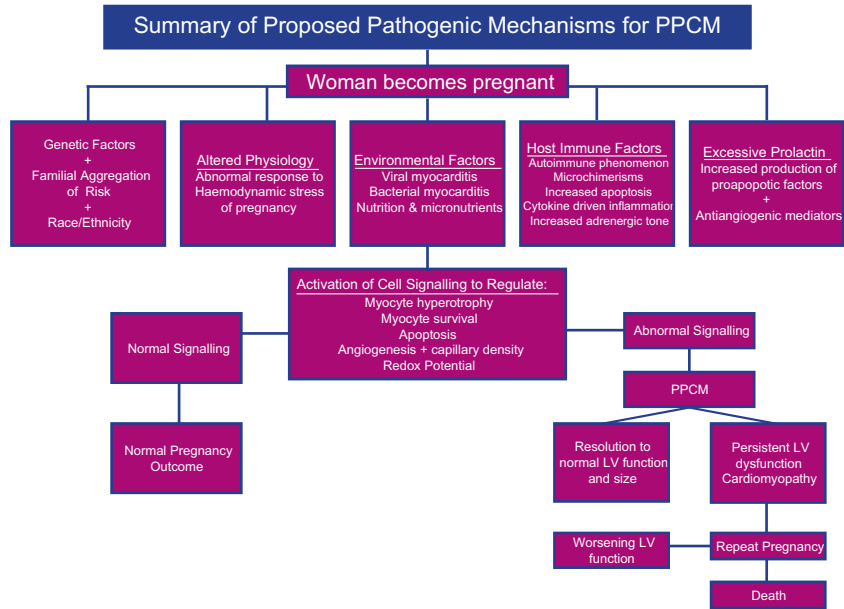 Summary of Proposed Pathogenic Mechanisms for PPCM
Woman becomes pregnant
Genetic Factors
+
Familial Aggregation
of Risk
+
Race/Ethnicity
Altered Physiology
Abnormal response to
Haemodynamic stress
of pregnancy
Environmental Factors
Viral myocarditis
Bacterial myocarditis
Nutrition & micronutrients
Host Immune Factors
Autoimmune phenomenon
Microchimerisms
Increased apoptosis
Cytokine driven inflammation
Increased adrenergic tone
Excessive Prolactin
Increased production of
proapopotic factors
+
Antiangiogenic mediators
Activation of Cell Signalling to Regulate:
Myocyte hyperotrophy
Myocyte survival
Apoptosis
Angiogenesis + capillary density
Redox Potential
Normal Signalling
Normal Pregnancy
Outcome
Abnormal Signalling
PPCM
Resolution to
normal LV function
and size
Persistent LV
dysfunction
Cardiomyopathy
Worsening LV
function
Repeat Pregnancy
Death